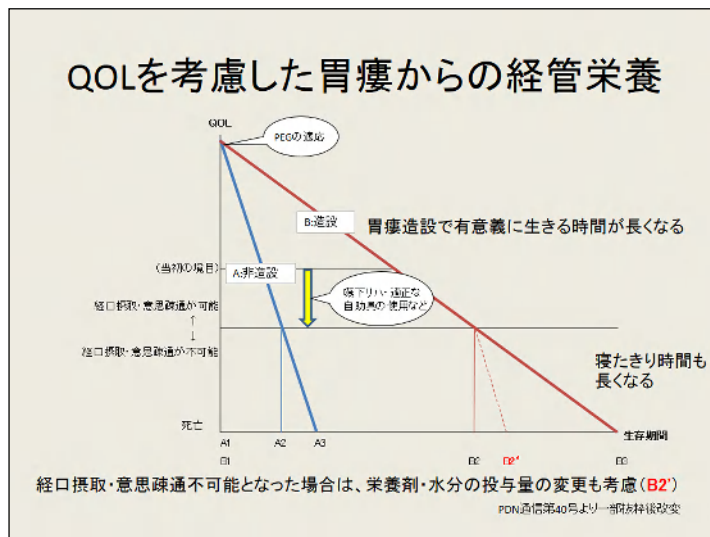 QOLを考慮した胃瘻からの経管栄養
QOL
PEGの適応
B:造設
胃瘻造設で有意義に生きる時間が長くなる
(当初の境目)
A:非造設
嚥下リハ・適正な
自助具の使用など
経口摂取・意思疎通が可能
↑
↓
経口摂取・意思疎通が不可能
寝たきり時間も
長くなる
死亡
A1 A2 A3 生存期間
B1 B2 B2' B3
経口摂取・意思疎通不可能となった場合は、栄養剤・水分の投与量の変更も考慮(B2')
PDN通信第40号より一部抜粋後改変